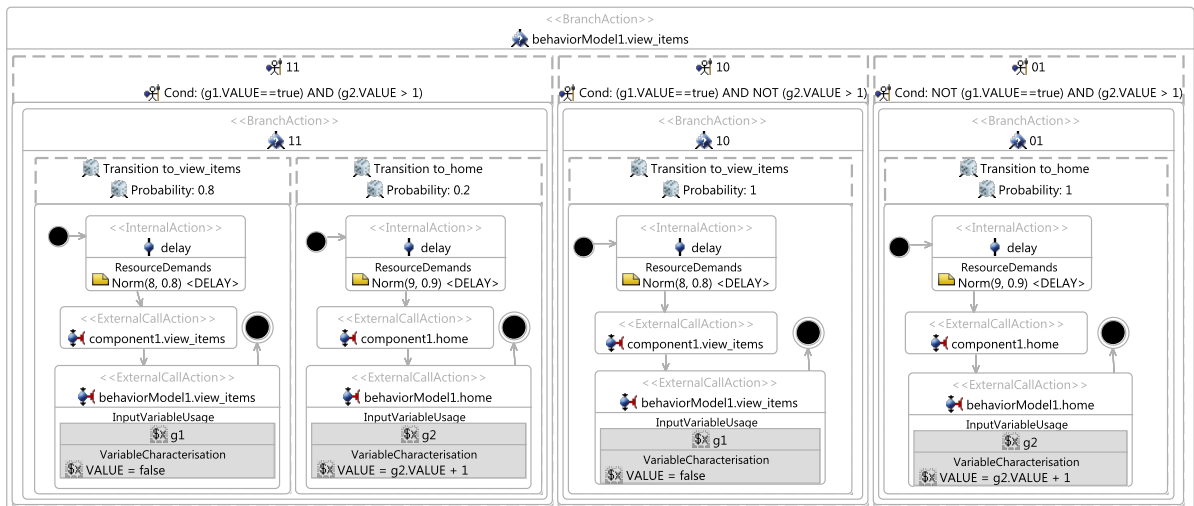 <<BranchAction>>
behaviorModel1.view_items
11
Cond: (g1.VALUE==true) AND (g2.VALUE > 1)
<<BranchAction>>
11
Transition to_view_items
Probability: 0.8
<<InternalAction>>
delay
ResourceDemands
Norm(8, 0.8) <DELAY>
<<ExternalCallAction>>
component1.view_items
<<ExternalCallAction>>
behaviorModel1.view_items
InputVariableUsage
$x g1
VariableCharacterisation
$x VALUE = false
Transition to_home
Probability: 0.2
<<InternalAction>>
delay
ResourceDemands
Norm(9, 0.9) <DELAY>
<<ExternalCallAction>>
component1.home
<<ExternalCallAction>>
behaviorModel1.home
InputVariableUsage
$x g2
VariableCharacterisation
$x VALUE = g2.VALUE + 1
10
Cond: (g1.VALUE==true) AND NOT (g2.VALUE > 1)
<<BranchAction>>
10
Transition to_view_items
Probability: 1
<<InternalAction>>
delay
ResourceDemands
Norm(8, 0.8) <DELAY>
<<ExternalCallAction>>
component1.view_items
<<ExternalCallAction>>
behaviorModel1.view_items
InputVariableUsage
$x g1
VariableCharacterisation
$x VALUE = false
01
Cond: NOT (g1.VALUE==true) AND (g2.VALUE > 1)
<<BranchAction>>
01
Transition to_home
Probability: 1
<<InternalAction>>
delay
ResourceDemands
Norm(9, 0.9) <DELAY>
<<ExternalCallAction>>
component1.home
<<ExternalCallAction>>
behaviorModel1.home
InputVariableUsage
$x g2
VariableCharacterisation
$x VALUE = g2.VALUE + 1